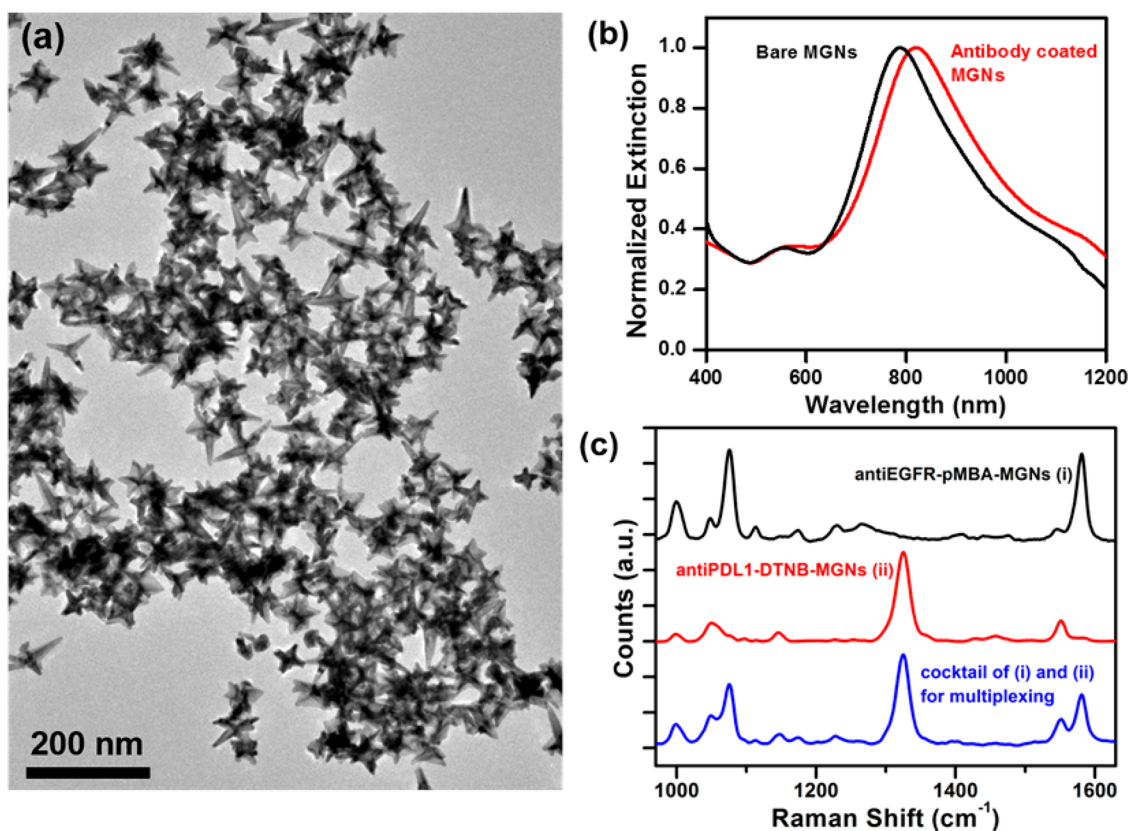 (a)
200 nm
(b)
Bare MGNs
Antibody coated
MGNs
Normalized Extinction
1.0
0.8
0.6
0.4
0.2
0.0
400
600
800
1000
1200
Wavelength (nm)
(c)
antiEGFR-pMBA-MGNs (i)
antiPDL1-DTNB-MGNs (ii)
cocktail of (i) and (ii)
for multiplexing
Counts (a.u.)
1000
1200
1400
1600
Raman Shift (cm⁻¹)